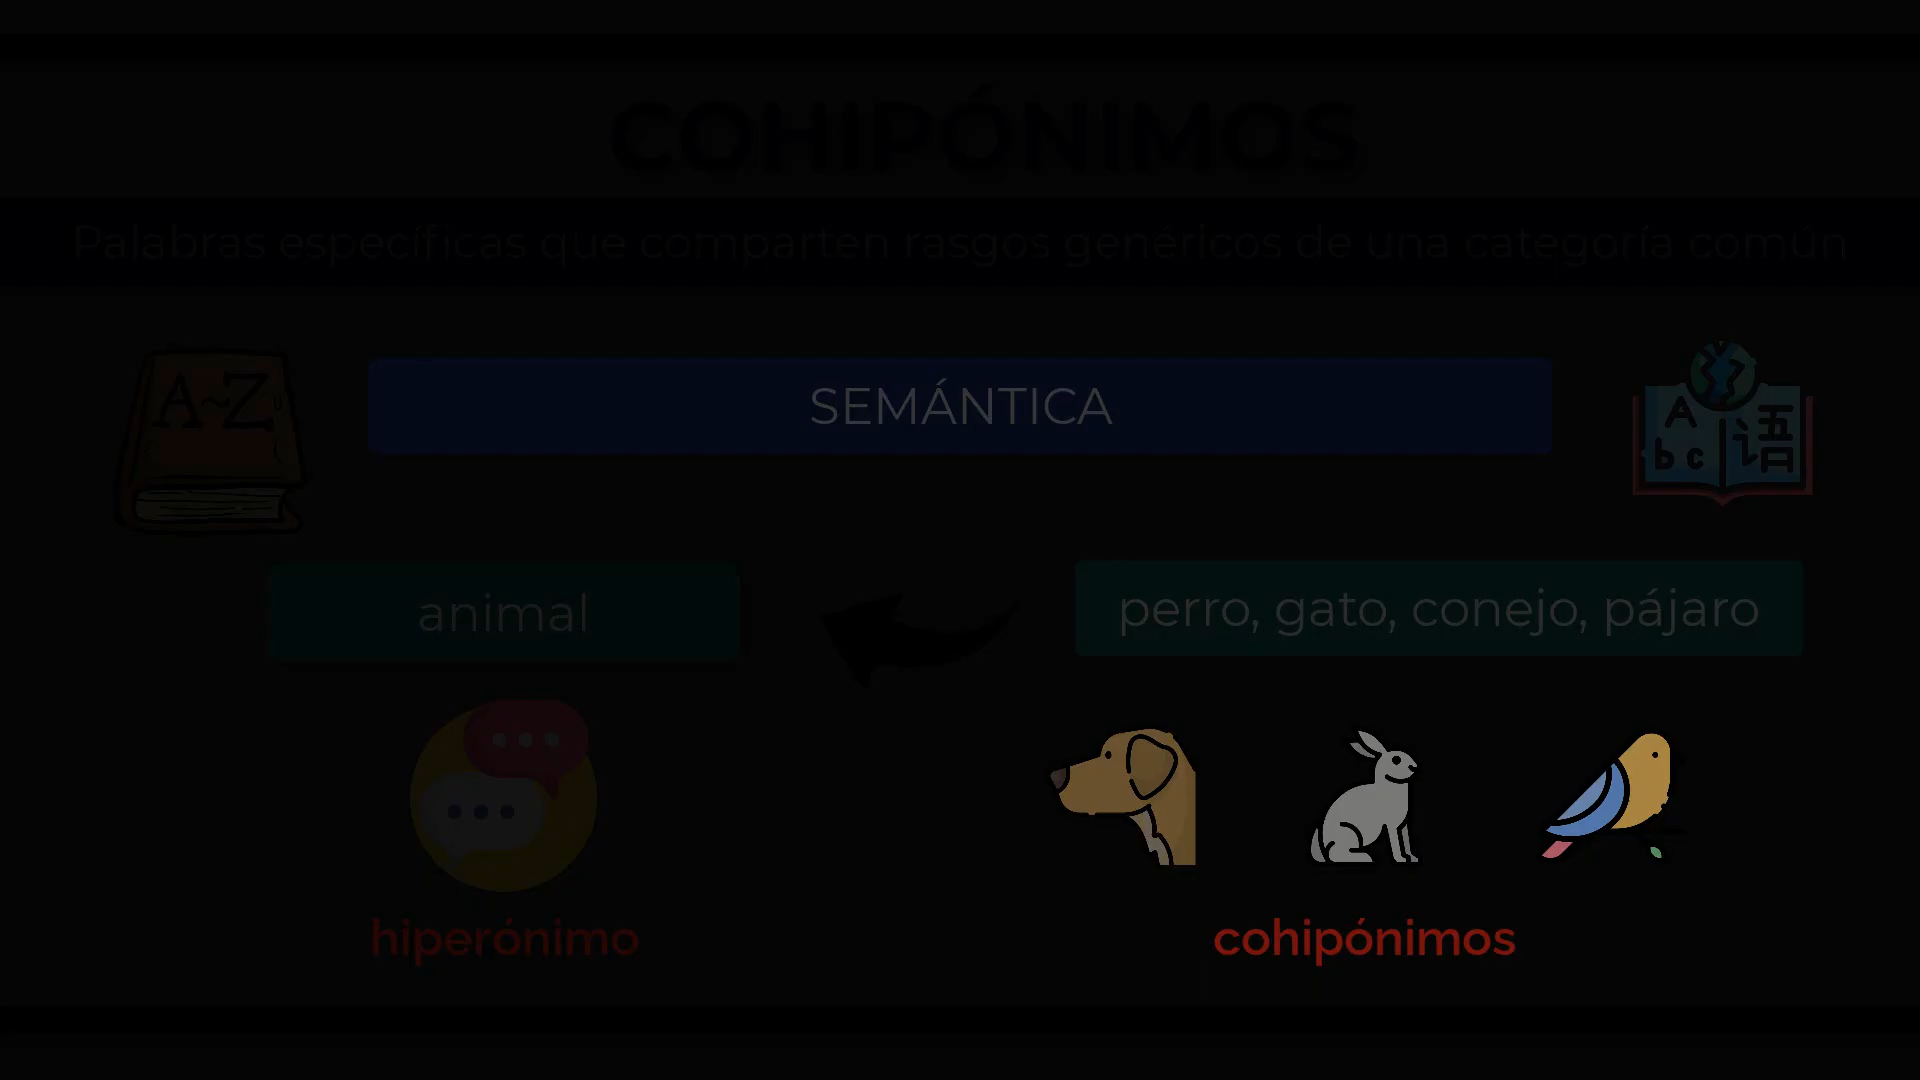 COHIPÓNIMOS
Palabras específicas que comparten rasgos genéricos de una categoría común
A~Z
SEMÁNTICA
A
bc
语
animal
perro, gato, conejo, pájaro
hiperónimo
cohipónimos